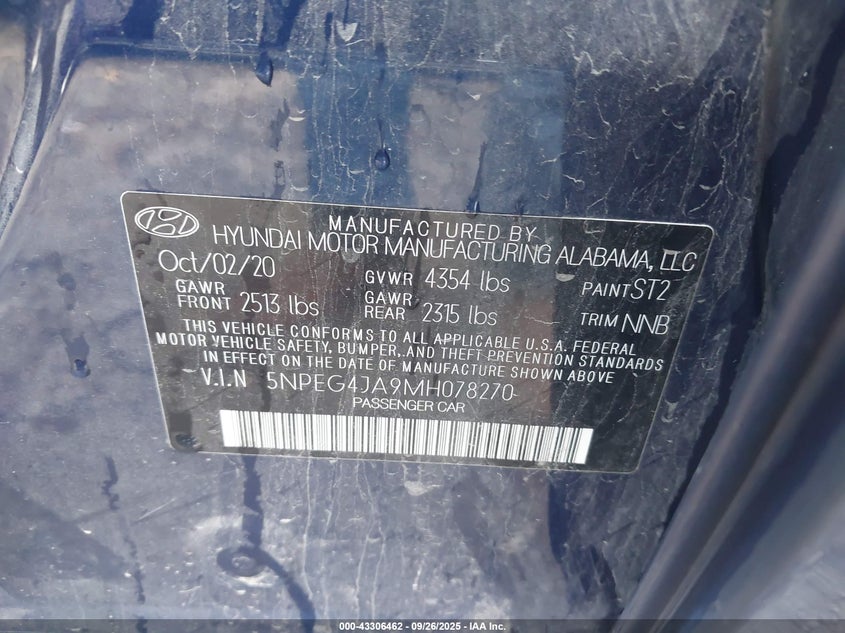 MANUFACTURED BY
HYUNDAI MOTOR MANUFACTURING ALABAMA, LLC
Oct/02/20 GVWR 4354 lbs PAINT ST2
GAWR FRONT 2513 lbs GAWR REAR 2315 lbs TRIM NNB
THIS VEHICLE CONFORMS TO ALL APPLICABLE U.S.A. FEDERAL
MOTOR VEHICLE SAFETY, BUMPER, AND THEFT PREVENTION STANDARDS
IN EFFECT ON THE DATE OF MANUFACTURE SHOWN ABOVE
V.I.N 5NPEG4JA9MH078270
PASSENGER CAR
000-43306462 - 09/26/2025 - IAA Inc.